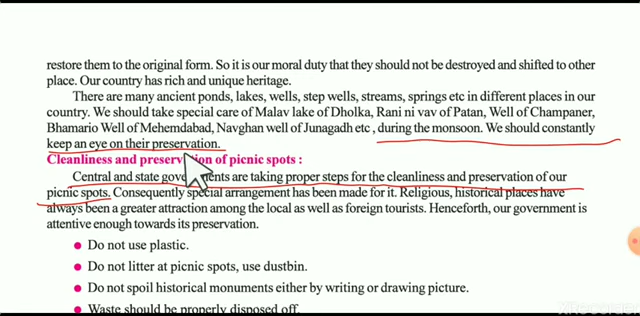 restore them to the original form. So it is our moral duty that they should not be destroyed and shifted to other
place. Our country has rich and unique heritage.
There are many ancient ponds, lakes, wells, step wells, streams, springs etc in different places in our
country. We should take special care of Malav lake of Dholka, Rani ni vav of Patan, Well of Champaner,
Bhamario Well of Mehemdabad, Navghan well of Junagadh etc, during the monsoon. We should constantly
keep an eye on their preservation.
Cleanliness and preservation of picnic spots :
Central and state governments are taking proper steps for the cleanliness and preservation of our
picnic spots. Consequently special arrangement has been made for it. Religious, historical places have
always been a greater attraction among the local as well as foreign tourists. Henceforth, our government is
attentive enough towards its preservation.
● Do not use plastic.
● Do not litter at picnic spots, use dustbin.
● Do not spoil historical monuments either by writing or drawing picture.
● Waste should be properly disposed off.